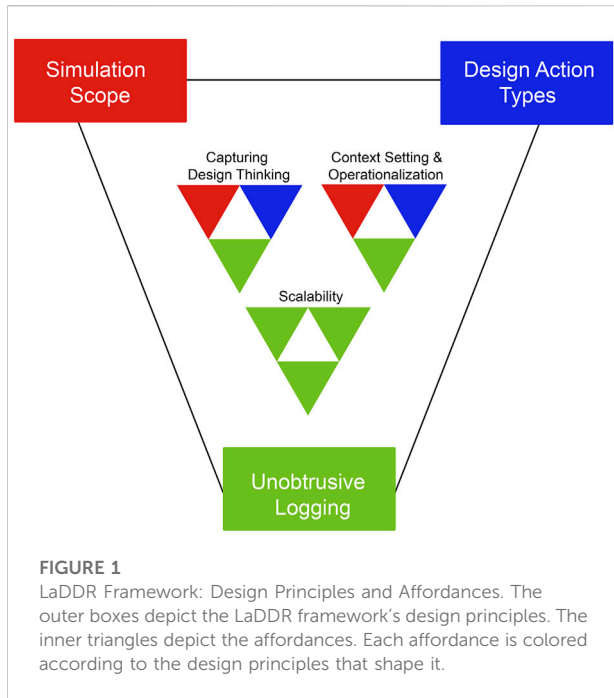 Simulation
Scope
Design Action
Types
Capturing
Design Thinking
Context Setting &
Operationalization
Scalability
Unobtrusive
Logging
FIGURE 1
LaDDR Framework: Design Principles and Affordances. The
outer boxes depict the LaDDR framework's design principles. The
inner triangles depict the affordances. Each affordance is colored
according to the design principles that shape it.